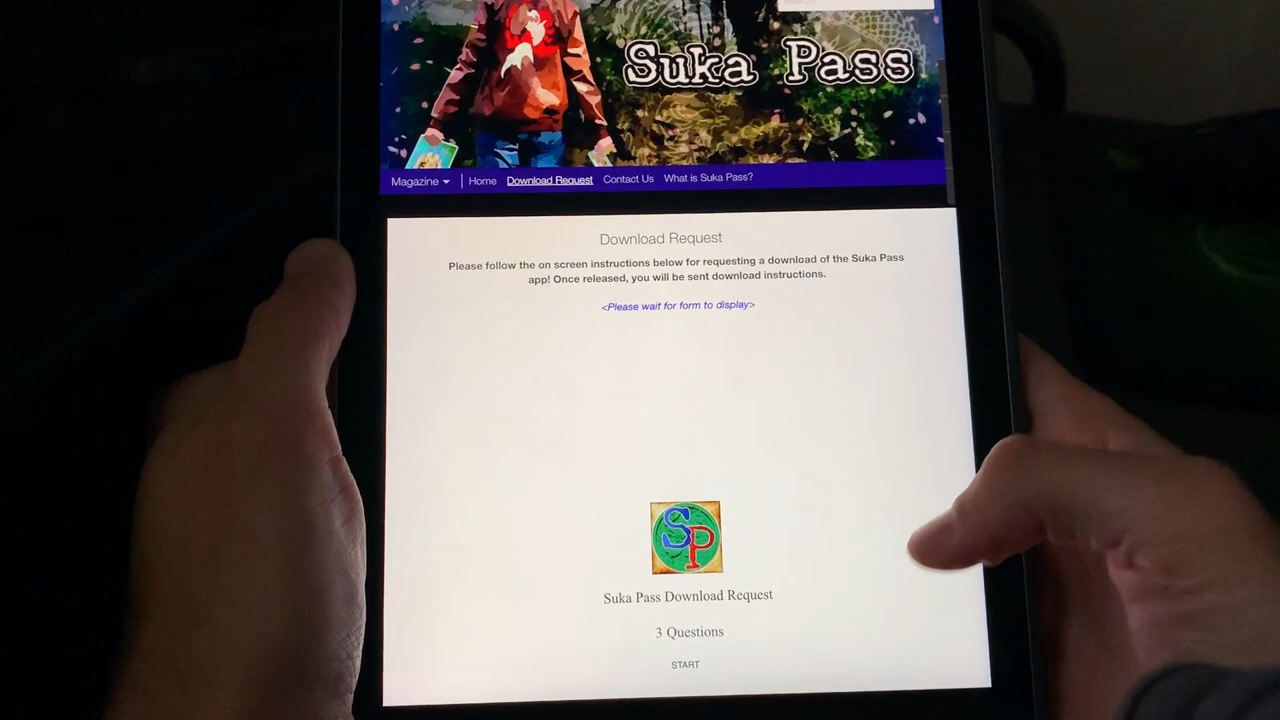 Suka Pass
Magazine Home Download Request Contact Us What is Suka Pass?
Download Request
Please follow the on screen instructions below for requesting a download of the Suka Pass
app! Once released, you will be sent download instructions.
<Please wait for form to display>
SP
Suka Pass Download Request
3 Questions
START